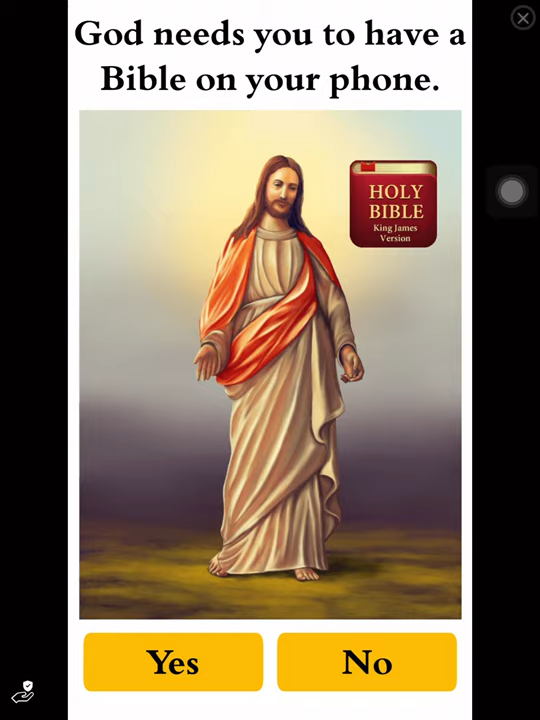 God needs you to have a
Bible on your phone.
HOLY
BIBLE
King James
Version
Yes
No